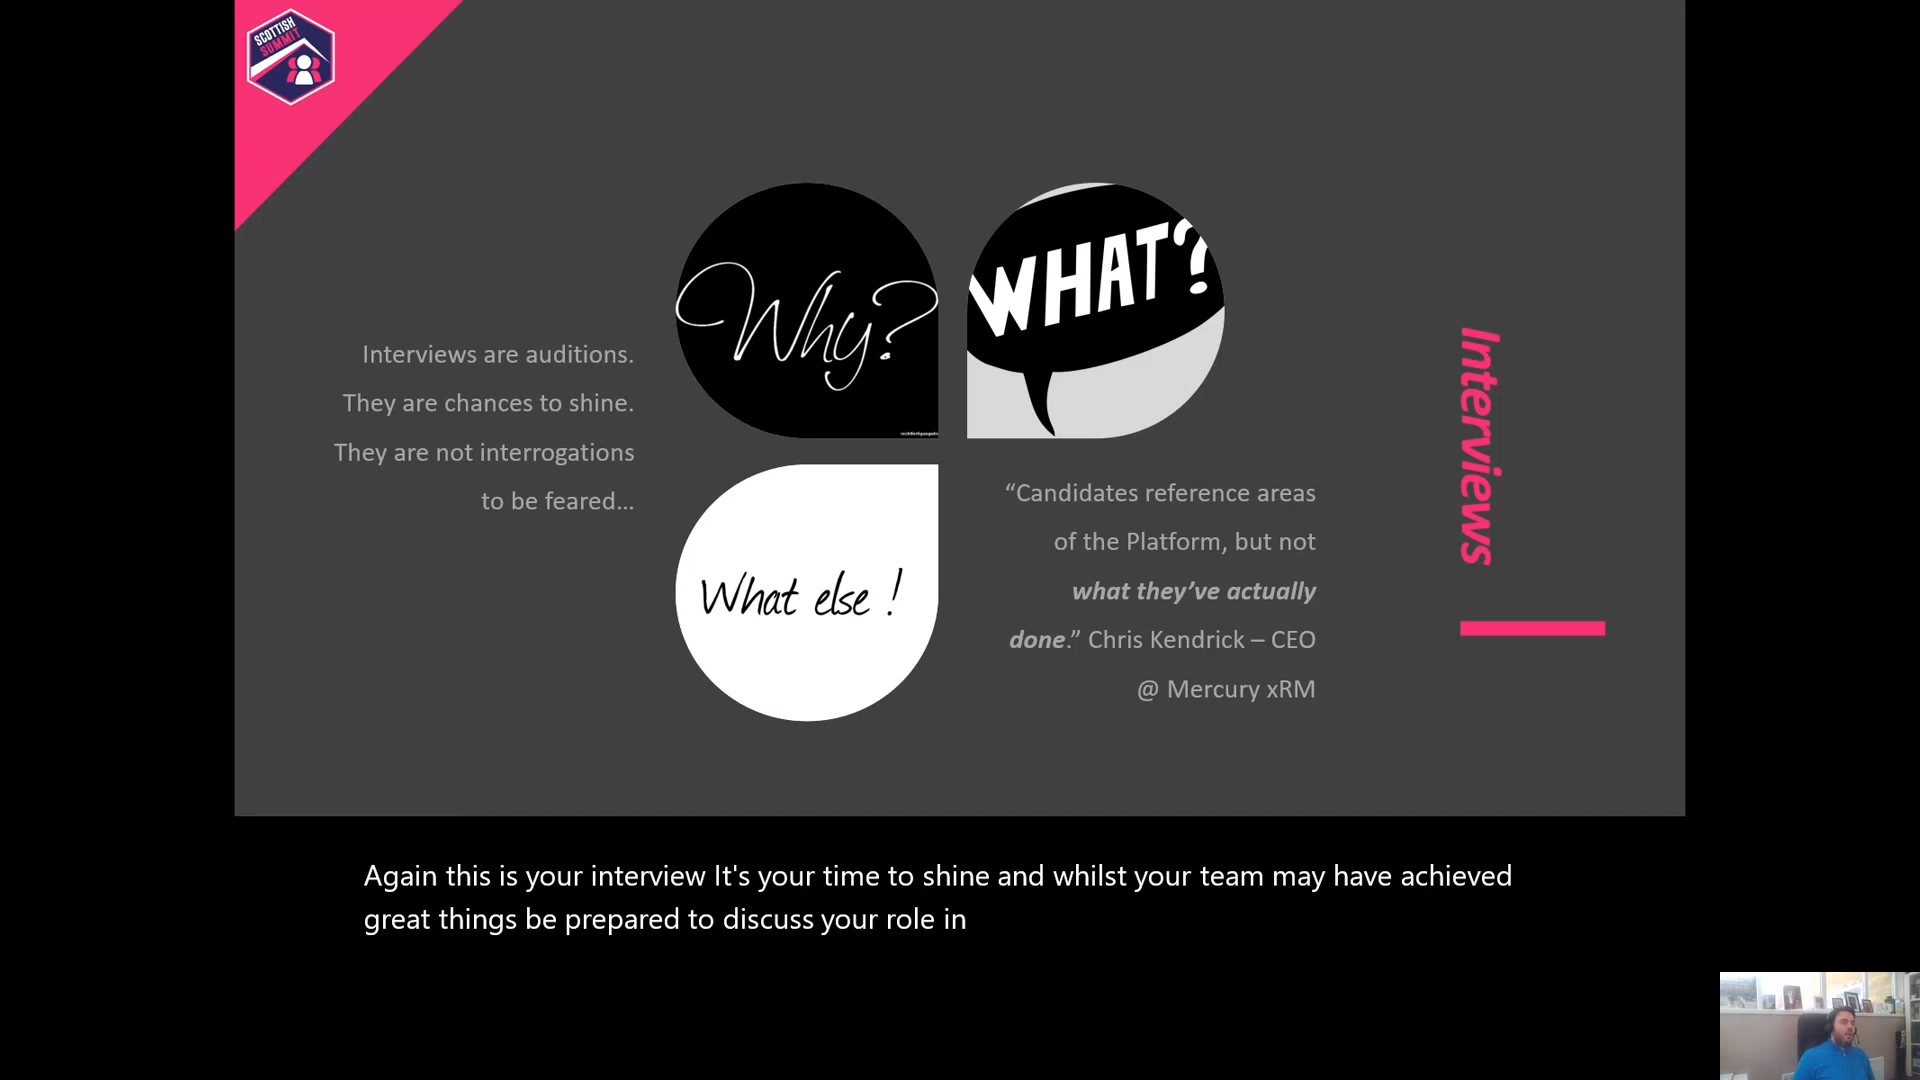 SCOTTISH
SUMMIT
Why?
WHAT?
Interviews are auditions.
They are chances to shine.
They are not interrogations
to be feared...
What else !
“Candidates reference areas
of the Platform, but not
what they’ve actually
done.” Chris Kendrick – CEO
@ Mercury xRM
Interviews
Again this is your interview It's your time to shine and whilst your team may have achieved
great things be prepared to discuss your role in